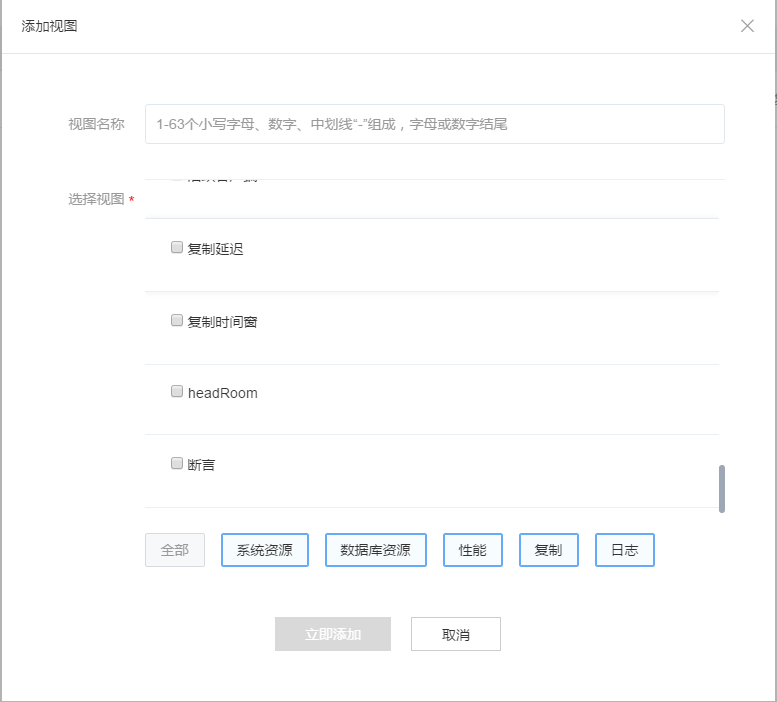 添加视图
视图名称
1-63个小写字母、数字、中划线“-”组成，字母或数字结尾
选择视图 *
复制延迟
复制时间窗
headRoom
断言
全部 系统资源 数据库资源 性能 复制 日志
立即添加 取消